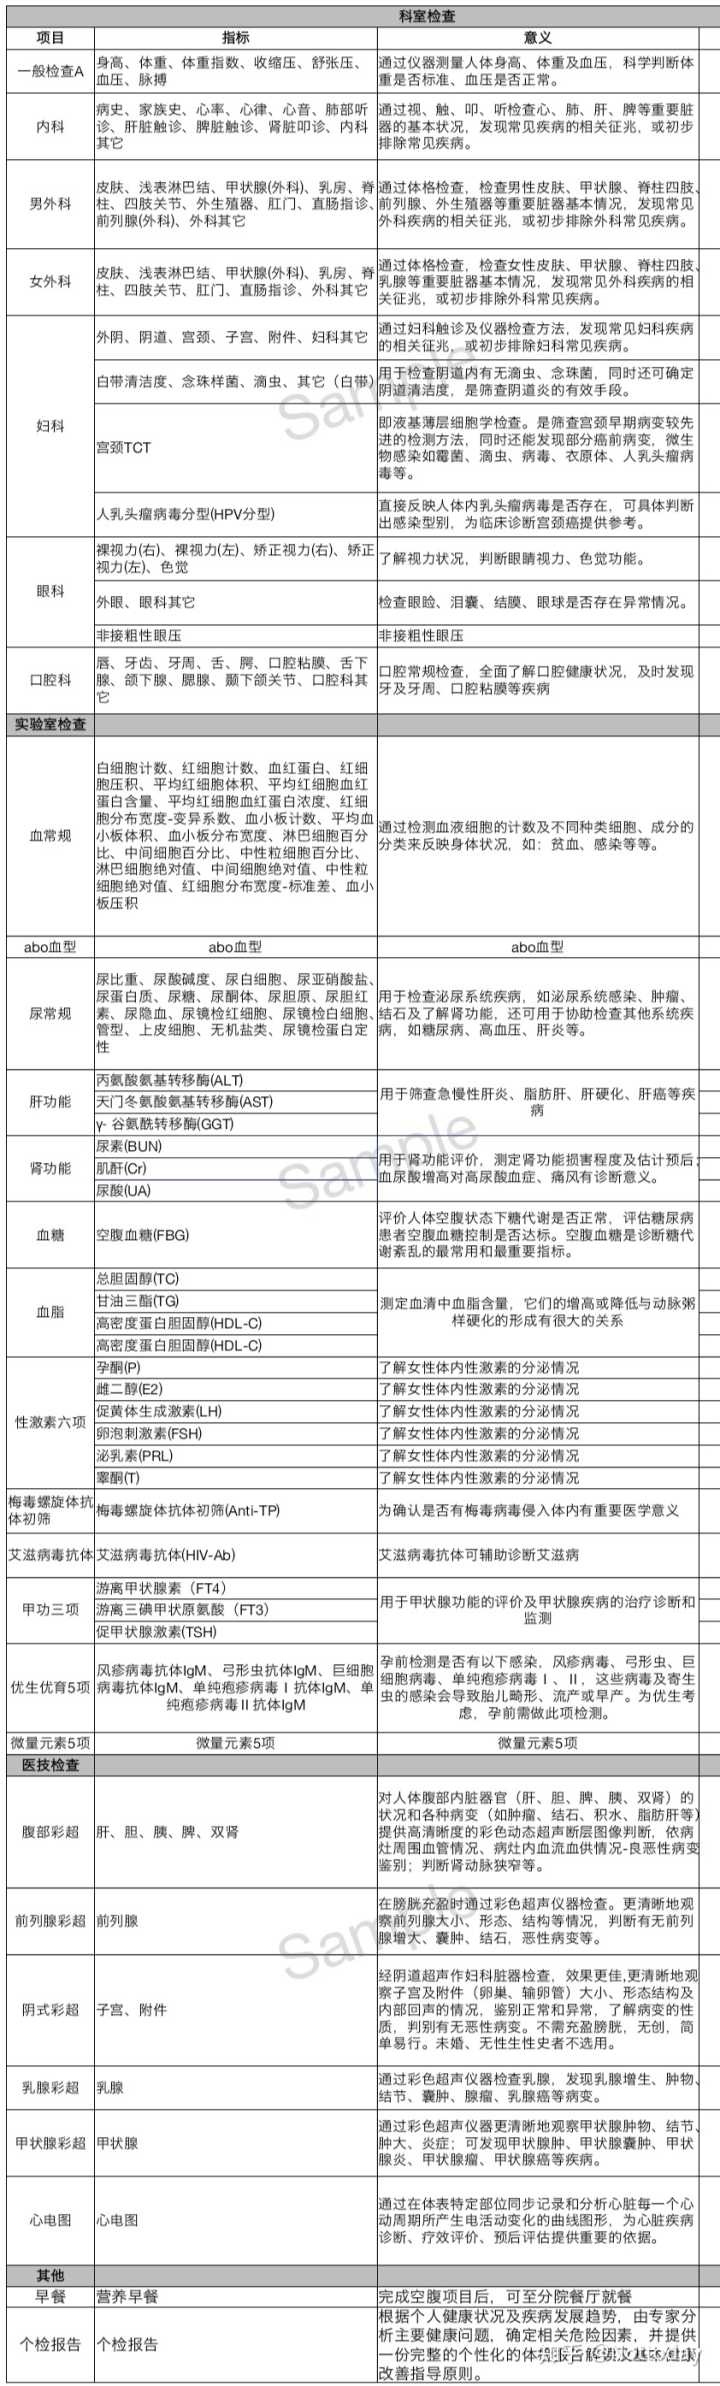 科室检查
项目 指标 意义
一般检查A
身高、体重、体重指数、收缩压、舒张压、
血压、脉搏
通过仪器测量人体身高、体重及血压，科学判断体
重是否标准、血压是否正常。
内科
病史、家族史、心率、心律、心音、肺部听
诊、肝脏触诊、脾脏触诊、肾脏叩诊、内科
其它
通过视、触、叩、听检查心、肺、肝、脾等重要脏
器的基本状况，发现常见疾病的相关征兆，或初步
排除常见疾病。
男外科
皮肤、浅表淋巴结、甲状腺(外科)、乳房、脊
柱、四肢关节、外生殖器、肛门、直肠指诊、
前列腺(外科)、外科其它
通过体格检查，检查男性皮肤、甲状腺、脊柱四肢、
前列腺、外生殖器等重要脏器基本情况，发现常见
外科疾病的相关征兆，或初步排除外科常见疾病。
女外科
皮肤、浅表淋巴结、甲状腺(外科)、乳房、脊
柱、四肢关节、肛门、直肠指诊、外科其它
通过体格检查，检查女性皮肤、甲状腺、脊柱四肢、
乳腺等重要脏器基本情况，发现常见外科疾病的相
关征兆，或初步排除外科常见疾病。
妇科
外阴、阴道、宫颈、子宫、附件、妇科其它
通过妇科触诊及仪器检查方法，发现常见妇科疾病
的相关征兆，或初步排除妇科常见疾病。
白带清洁度、念珠样菌、滴虫、其它（白带）
用于检查阴道内有无滴虫、念珠菌，同时还可确定
阴道清洁度，是筛查阴道炎的有效手段。
宫颈TCT
即液基薄层细胞学检查。是筛查宫颈早期病变较先
进的检测方法，同时还能发现部分癌前病变，微生
物感染如霉菌、滴虫、病毒、衣原体、人乳头瘤病
毒等。
人乳头瘤病毒分型(HPV分型)
直接反映人体内乳头瘤病毒是否存在，可具体判断
出感染型别，为临床诊断宫颈癌提供参考。
眼科
裸视力(右)、裸视力(左)、矫正视力(右)、矫正
视力(左)、色觉
了解视力状况，判断眼睛视力、色觉功能。
外眼、眼科其它
检查眼睑、泪囊、结膜、眼球是否存在异常情况。
非接粗性眼压
非接粗性眼压
口腔科
唇、牙齿、牙周、舌、腭、口腔粘膜、舌下
腺、颌下腺、腮腺、颞下颌关节、口腔科其
它
口腔常规检查，全面了解口腔健康状况，及时发现
牙及牙周、口腔粘膜等疾病
实验室检查
血常规
白细胞计数、红细胞计数、血红蛋白、红细
胞压积、平均红细胞体积、平均红细胞血红
蛋白含量、平均红细胞血红蛋白浓度、红细
胞分布宽度-变异系数、血小板计数、平均血
小板体积、血小板分布宽度、淋巴细胞百分
比、中间细胞百分比、中性粒细胞百分比、
淋巴细胞绝对值、中间细胞绝对值、中性粒
细胞绝对值、红细胞分布宽度-标准差、血小
板压积
通过检测血液细胞的计数及不同种类细胞、成分的
分类来反映身体状况，如：贫血、感染等等。
abo血型 abo血型 abo血型
尿常规
尿比重、尿酸碱度、尿白细胞、尿亚硝酸盐、
尿蛋白质、尿糖、尿酮体、尿胆原、尿胆红
素、尿隐血、尿镜检红细胞、尿镜检白细胞、
管型、上皮细胞、无机盐类、尿镜检蛋白定
性
用于检查泌尿系统疾病，如泌尿系统感染、肿瘤、
结石及了解肾功能，还可用于协助检查其他系统疾
病，如糖尿病、高血压、肝炎等。
肝功能
丙氨酸氨基转移酶(ALT)
天门冬氨酸氨基转移酶(AST)
γ- 谷氨酰转移酶(GGT)
用于筛查急慢性肝炎、脂肪肝、肝硬化、肝癌等疾
病
肾功能
尿素(BUN)
肌酐(Cr)
尿酸(UA)
用于肾功能评价，测定肾功能损害程度及估计预后；
血尿酸增高对高尿酸血症、痛风有诊断意义。
血糖
空腹血糖(FBG)
评价人体空腹状态下糖代谢是否正常，评估糖尿病
患者空腹血糖控制是否达标。空腹血糖是诊断糖代
谢紊乱的最常用和最重要指标。
血脂
总胆固醇(TC)
甘油三酯(TG)
高密度蛋白胆固醇(HDL-C)
高密度蛋白胆固醇(HDL-C)
测定血清中血脂含量，它们的增高或降低与动脉粥
样硬化的形成有很大的关系
性激素六项
孕酮(P) 了解女性体内性激素的分泌情况
雌二醇(E2) 了解女性体内性激素的分泌情况
促黄体生成激素(LH) 了解女性体内性激素的分泌情况
卵泡刺激素(FSH) 了解女性体内性激素的分泌情况
泌乳素(PRL) 了解女性体内性激素的分泌情况
睾酮(T) 了解女性体内性激素的分泌情况
梅毒螺旋体抗
体初筛
梅毒螺旋体抗体初筛(Anti-TP)
为确认是否有梅毒病毒侵入体内有重要医学意义
艾滋病毒抗体 艾滋病毒抗体(HIV-Ab) 艾滋病毒抗体可辅助诊断艾滋病
甲功三项
游离甲状腺素（FT4）
游离三碘甲状原氨酸（FT3）
促甲状腺激素(TSH)
用于甲状腺功能的评价及甲状腺疾病的治疗诊断和
监测
优生优育5项
风疹病毒抗体IgM、弓形虫抗体IgM、巨细胞
病毒抗体IgM、单纯疱疹病毒Ⅰ抗体IgM、单
纯疱疹病毒Ⅱ抗体IgM
孕前检测是否有以下感染，风疹病毒、弓形虫、巨
细胞病毒、单纯疱疹病毒Ⅰ、Ⅱ，这些病毒及寄生
虫的感染会导致胎儿畸形、流产或早产。为优生考
虑，孕前需做此项检测。
微量元素5项 微量元素5项 微量元素5项
医技检查
腹部彩超
肝、胆、胰、脾、双肾
对人体腹部内脏器官（肝、胆、脾、胰、双肾）的
状况和各种病变（如肿瘤、结石、积水、脂肪肝等）
提供高清晰度的彩色动态超声断层图像判断，依病
灶周围血管情况、病灶内血流血供情况-良恶性病变
鉴别；判断肾动脉狭窄等。
前列腺彩超
前列腺
在膀胱充盈时通过彩色超声仪器检查。更清晰地观
察前列腺大小、形态、结构等情况，判断有无前列
腺增大、囊肿、结石，恶性病变等。
阴式彩超
子宫、附件
经阴道超声作妇科脏器检查，效果更佳,更清晰地观
察子宫及附件（卵巢、输卵管）大小、形态结构及
内部回声的情况，鉴别正常和异常，了解病变的性
质，判别有无恶性病变。不需充盈膀胱，无创，简
单易行。未婚、无性生性史者不选用。
乳腺彩超
乳腺
通过彩色超声仪器检查乳腺，发现乳腺增生、肿物、
结节、囊肿、腺瘤、乳腺癌等病变。
甲状腺彩超
甲状腺
通过彩色超声仪器更清晰地观察甲状腺肿物、结节、
肿大、炎症；可发现甲状腺肿、甲状腺囊肿、甲状
腺炎、甲状腺瘤、甲状腺癌等疾病。
心电图
心电图
通过在体表特定部位同步记录和分析心脏每一个心
动周期所产生电活动变化的曲线图形，为心脏疾病
诊断、疗效评价、预后评估提供重要的依据。
其他
早餐 营养早餐 完成空腹项目后，可至分院餐厅就餐
个检报告
个检报告
根据个人健康状况及疾病发展趋势，由专家分
析主要健康问题，确定相关危险因素，并提供
一份完整的个性化的体检报告解读及基本健康
改善指导原则。
Sample
Sample
Sample